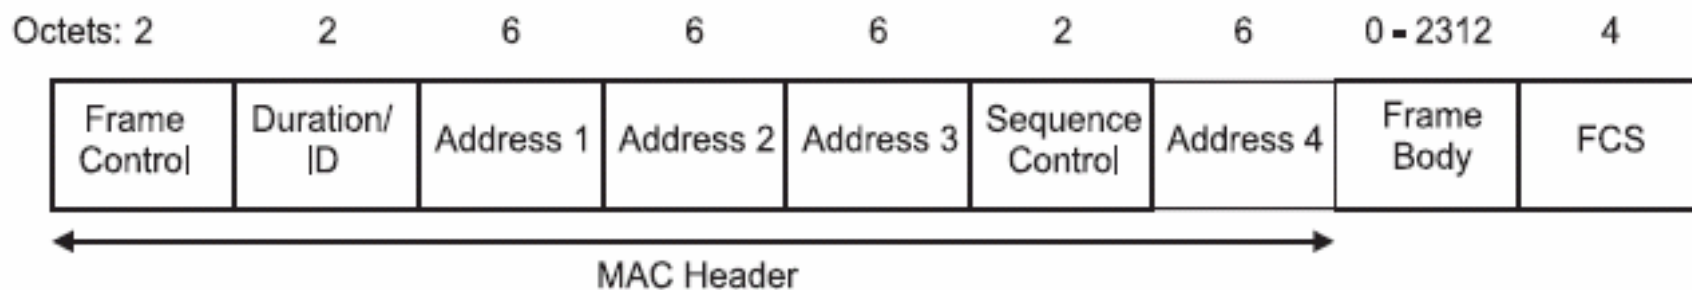 Octets: 2 2 6 6 6 2 6 0 - 2312 4
Frame Control
Duration/ ID
Address 1
Address 2
Address 3
Sequence Control
Address 4
Frame Body
FCS
MAC Header